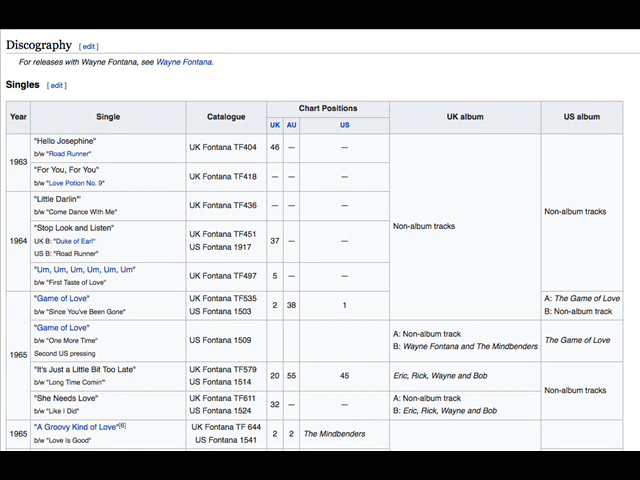 Discography [ edit ]
For releases with Wayne Fontana, see Wayne Fontana.
Singles [ edit ]
Year Single Catalogue Chart Positions UK album US album
UK AU US
1963 "Hello Josephine" b/w "Road Runner" UK Fontana TF404 46 — — Non-album tracks Non-album tracks
"For You, For You" b/w "Love Potion No. 9" UK Fontana TF418 — — —
1964 "Little Darlin'" b/w "Come Dance With Me" UK Fontana TF436 — — —
"Stop Look and Listen" UK B: "Duke of Earl" US B: "Road Runner" UK Fontana TF451 US Fontana 1917 37 — —
"Um, Um, Um, Um, Um, Um" b/w "First Taste of Love" UK Fontana TF497 5 — —
1965 "Game of Love" b/w "Since You've Been Gone" UK Fontana TF535 US Fontana 1503 2 38 1 A: The Game of Love B: Non-album track
"Game of Love" b/w "One More Time" Second US pressing US Fontana 1509 A: Non-album track B: Wayne Fontana and The Mindbenders The Game of Love
"It's Just a Little Bit Too Late" b/w "Long Time Comin'" UK Fontana TF579 US Fontana 1514 20 55 45 Eric, Rick, Wayne and Bob Non-album tracks
"She Needs Love" b/w "Like I Did" UK Fontana TF611 US Fontana 1524 32 — — A: Non-album track B: Eric, Rick, Wayne and Bob
1965 "A Groovy Kind of Love"[6] b/w "Love Is Good" UK Fontana TF 644 US Fontana 1541 2 2 The Mindbenders